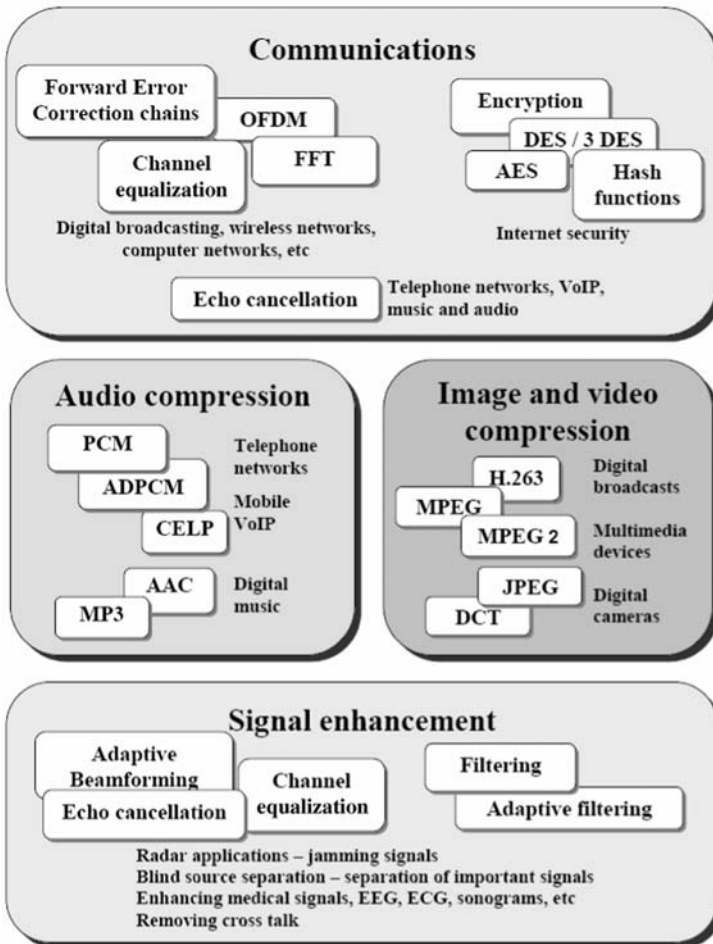 Communications
Forward Error
Correction chains
OFDM
FFT
Channel
equalization
Digital broadcasting, wireless networks,
computer networks, etc
Encryption
DES / 3 DES
AES
Hash
functions
Internet security
Echo cancellation
Telephone networks, VoIP,
music and audio
Audio compression
PCM
ADPCM
CELP
Telephone
networks
Mobile
VoIP
AAC
MP3
Digital
music
Image and video
compression
H.263
MPEG
MPEG 2
Digital
broadcasts
Multimedia
devices
JPEG
DCT
Digital
cameras
Signal enhancement
Adaptive
Beamforming
Echo cancellation
Channel
equalization
Filtering
Adaptive filtering
Radar applications – jamming signals
Blind source separation – separation of important signals
Enhancing medical signals, EEG, ECG, sonograms, etc
Removing cross talk